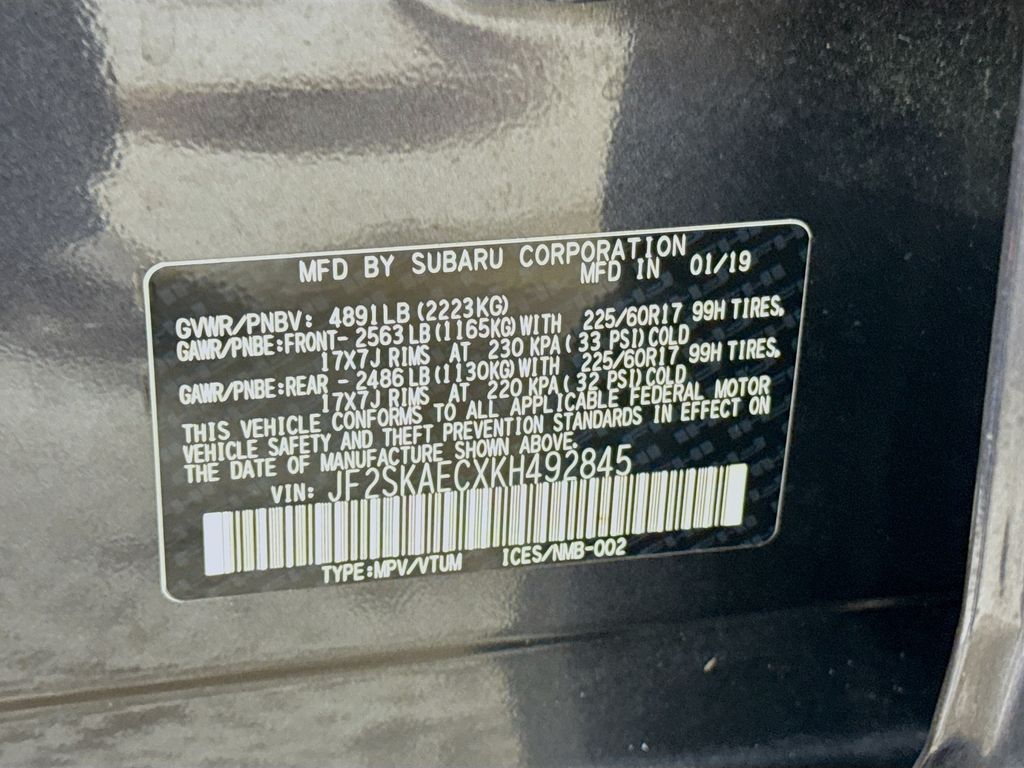 MFD BY SUBARU CORPORATION
MFD IN 01/19
GVWR/PNBV: 4891LB (2223KG)
GAWR/PNBE:FRONT- 2563LB (1165KG) WITH 225/60R17 99H TIRES,
17X7J RIMS AT 230 KPA( 33 PSI)COLD
GAWR/PNBE:REAR - 2486LB (1130KG) WITH 225/60R17 99H TIRES,
17X7J RIMS AT 220 KPA( 32 PSI)COLD
THIS VEHICLE CONFORMS TO ALL APPLICABLE FEDERAL MOTOR
VEHICLE SAFETY AND THEFT PREVENTION STANDARDS IN EFFECT ON
THE DATE OF MANUFACTURE SHOWN ABOVE.
VIN: JF2SKAECXKH492845
TYPE:MPV/VTUM ICES/NMB-002